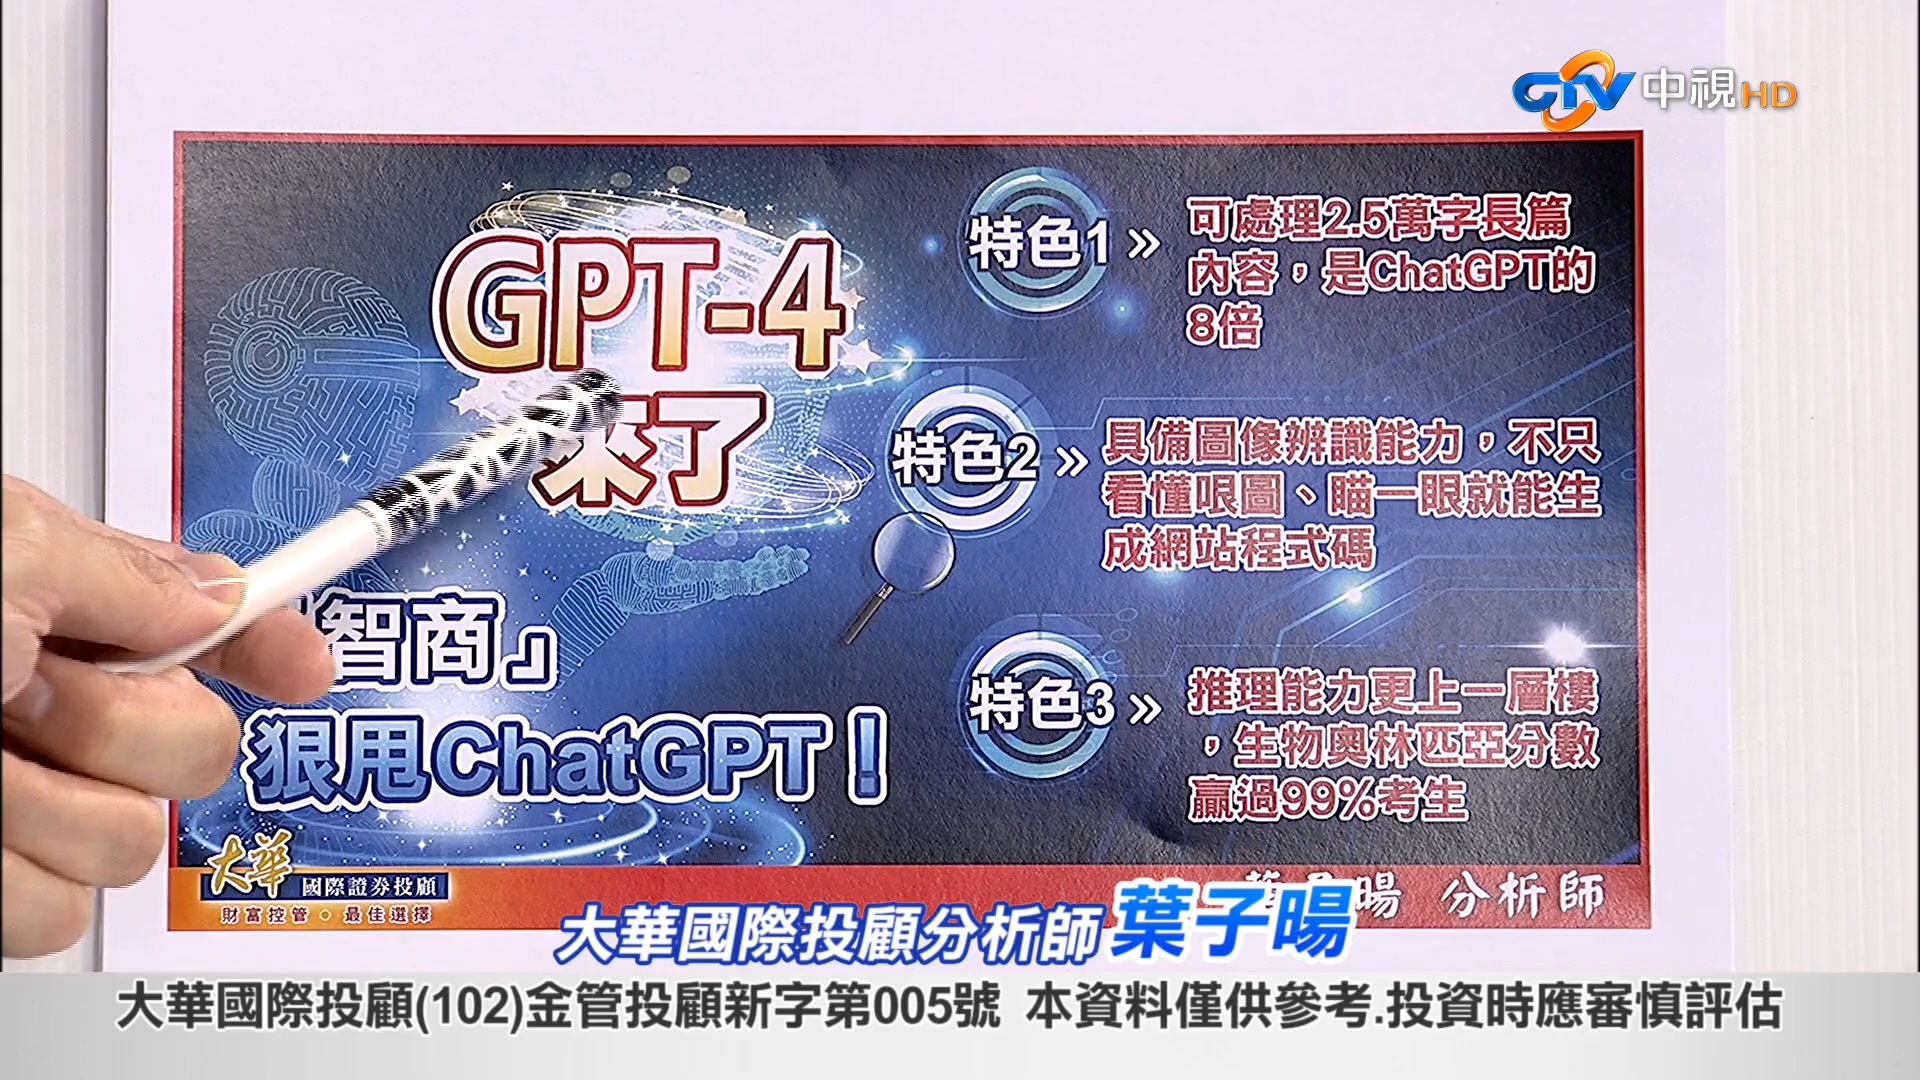 CTV中視HD
GPT-4
來了
智商』
狠甩ChatGPT！
特色1 »
可處理2.5萬字長篇
內容，是ChatGPT的
8倍
特色2 »
具備圖像辨識能力，不只
看懂哏圖、瞄一眼就能生
成網站程式碼
特色3 »
推理能力更上一層樓
，生物奧林匹亞分數
贏過99%考生
大華國際證券投顧
財富控管。最佳選擇
暘 分析師
大華國際投顧分析師 葉子暘
大華國際投顧(102)金管投顧新字第005號 本資料僅供參考.投資時應審慎評估